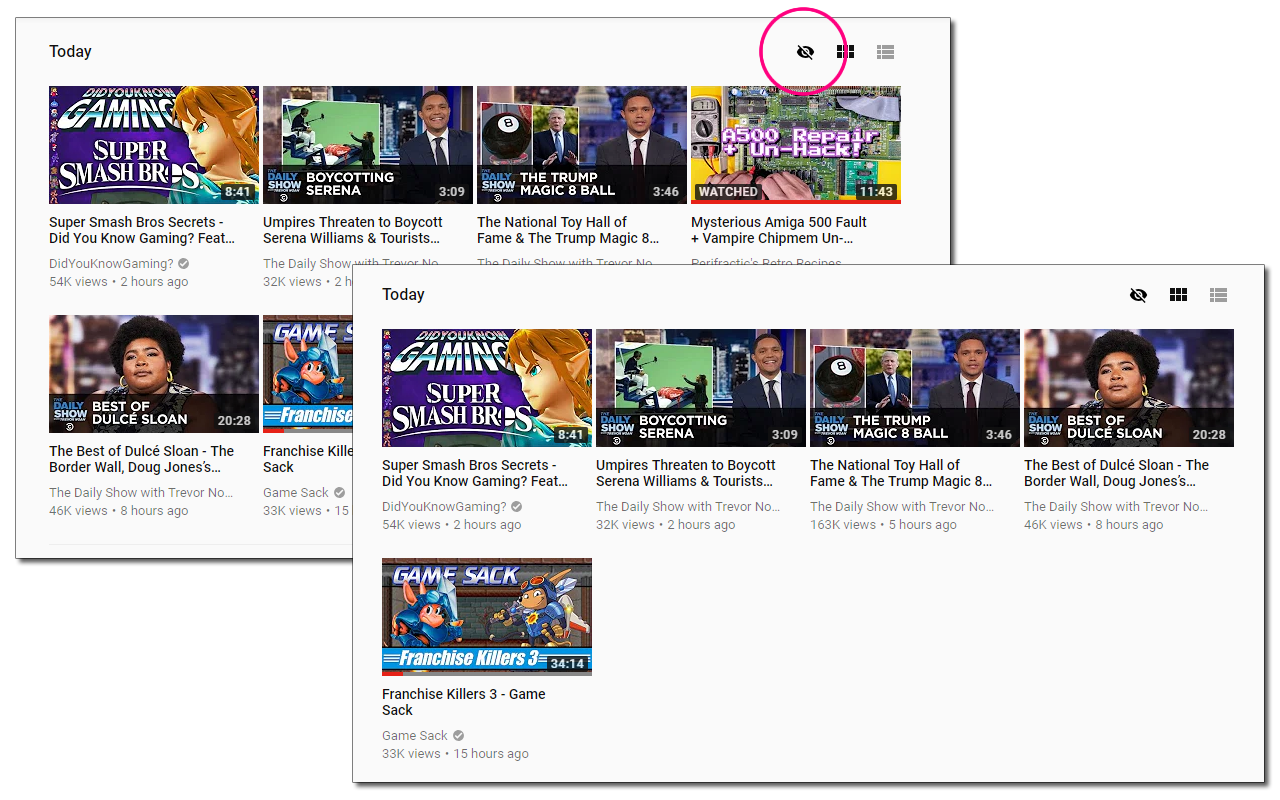 Today
DIDYOUKNOW
GAMING
SUPER
SMASH BROS.
8:41
THE
DAILY
SHOW
WITH TREVOR NOAH
BOYCOTTING
SERENA
3:09
8
THE
DAILY
SHOW
WITH TREVOR NOAH
THE TRUMP
MAGIC 8 BALL
3:46
A500 Repair
+ Un-Hack!
WATCHED
11:43
Super Smash Bros Secrets -
Did You Know Gaming? Feat…
DidYouKnowGaming?
54K views • 2 hours ago
Umpires Threaten to Boycott
Serena Williams & Tourists…
The Daily Show with Trevor No
32K views • 2 h
The National Toy Hall of
Fame & The Trump Magic 8…
The Daily Show with Trevor No
Mysterious Amiga 500 Fault
+ Vampire Chipmem Un-…
Perifractic's Retro Recipes
THE
DAILY
SHOW
WITH TREVOR NOAH
BEST OF
DULCÉ SLOAN
20:28
GAME SACK
Franchise
The Best of Dulcé Sloan - The
Border Wall, Doug Jones’s…
The Daily Show with Trevor No…
46K views • 8 hours ago
Franchise Kille
Sack
Game Sack
33K views • 15
Today
DIDYOUKNOW
GAMING
SUPER
SMASH BROS.
8:41
THE
DAILY
SHOW
WITH TREVOR NOAH
BOYCOTTING
SERENA
3:09
8
THE
DAILY
SHOW
WITH TREVOR NOAH
THE TRUMP
MAGIC 8 BALL
3:46
THE
DAILY
SHOW
WITH TREVOR NOAH
BEST OF
DULCÉ SLOAN
20:28
Super Smash Bros Secrets -
Did You Know Gaming? Feat…
DidYouKnowGaming?
54K views • 2 hours ago
Umpires Threaten to Boycott
Serena Williams & Tourists…
The Daily Show with Trevor No…
32K views • 2 hours ago
The National Toy Hall of
Fame & The Trump Magic 8…
The Daily Show with Trevor No…
163K views • 5 hours ago
The Best of Dulcé Sloan - The
Border Wall, Doug Jones’s…
The Daily Show with Trevor No…
46K views • 8 hours ago
GAME SACK
Franchise Killers 3
34:14
Franchise Killers 3 - Game
Sack
Game Sack
33K views • 15 hours ago